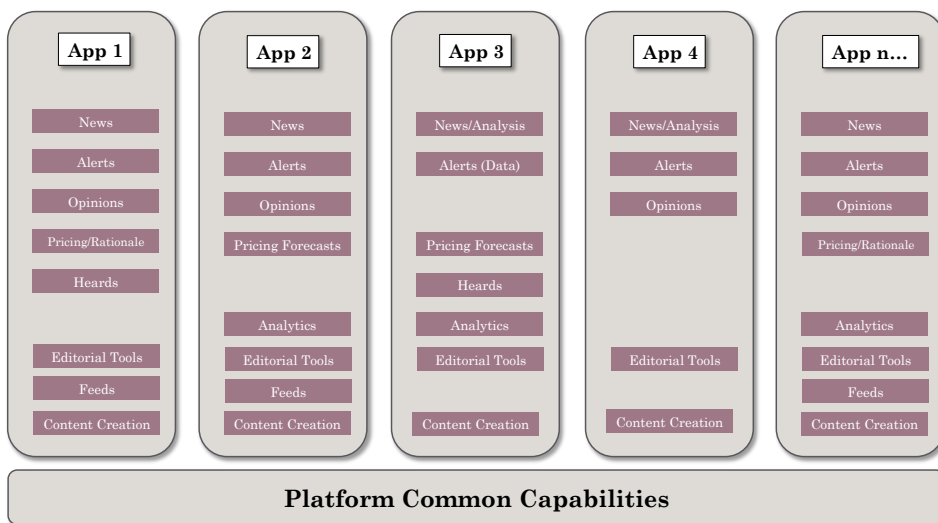 App 1
News
Alerts
Opinions
Pricing/Rationale
Heards
Editorial Tools
Feeds
Content Creation
App 2
News
Alerts
Opinions
Pricing Forecasts
Analytics
Editorial Tools
Feeds
Content Creation
App 3
News/Analysis
Alerts (Data)
Pricing Forecasts
Heards
Analytics
Editorial Tools
Content Creation
App 4
News/Analysis
Alerts
Opinions
Editorial Tools
Content Creation
App n...
News
Alerts
Opinions
Pricing/Rationale
Analytics
Editorial Tools
Feeds
Content Creation
Platform Common Capabilities